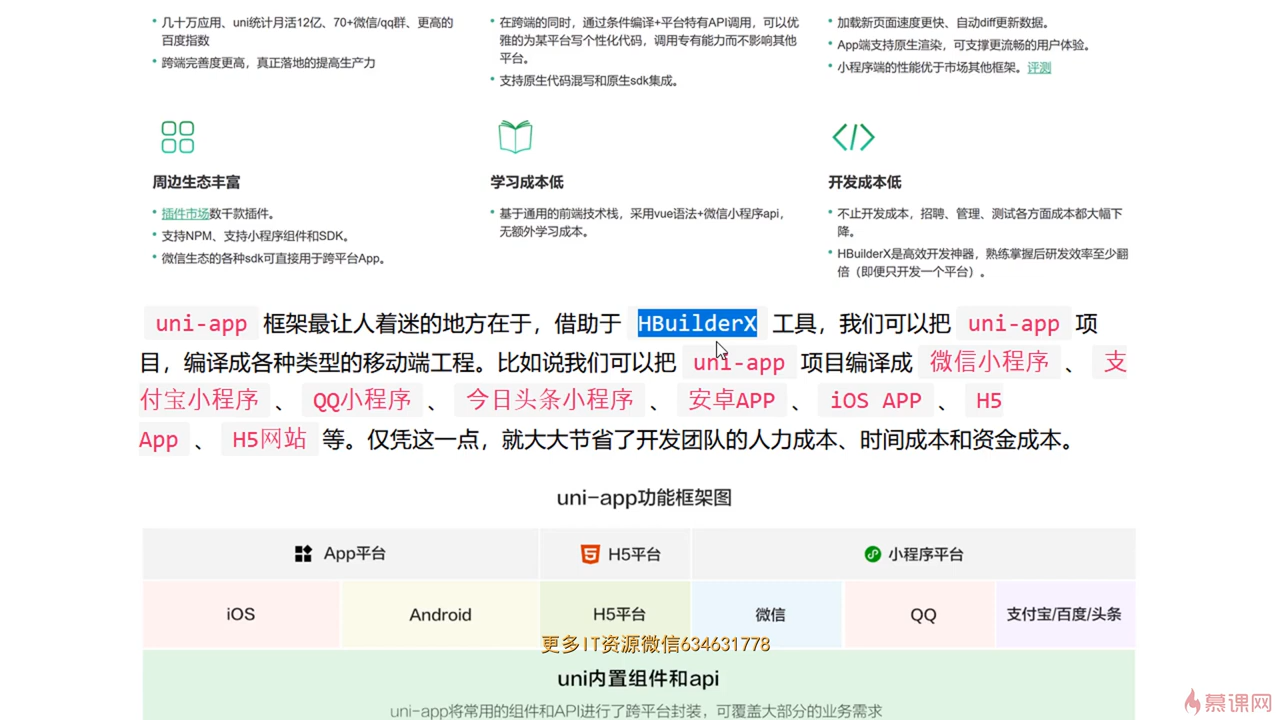 几十万应用、uni统计月活12亿、70+微信/qq群、更高的
百度指数
跨端完善度更高，真正落地的提高生产力
在跨端的同时，通过条件编译+平台特有API调用，可以优
雅的为某平台写个性化代码，调用专有能力而不影响其他
平台。
支持原生代码混写和原生sdk集成。
加载新页面速度更快、自动diff更新数据。
App端支持原生渲染，可支撑更流畅的用户体验。
小程序端的性能优于市场其他框架。评测
周边生态丰富
插件市场数千款插件。
支持NPM、支持小程序组件和SDK。
微信生态的各种sdk可直接用于跨平台App。
学习成本低
基于通用的前端技术栈，采用vue语法+微信小程序api，
无额外学习成本。
开发成本低
不止开发成本，招聘、管理、测试各方面成本都大幅下
降。
HBuilderX是高效开发神器，熟练掌握后研发效率至少翻
倍（即便只开发一个平台）。
uni-app 框架最让人着迷的地方在于，借助于 HBuilderX 工具，我们可以把 uni-app 项
目，编译成各种类型的移动端工程。比如说我们可以把 uni-app 项目编译成 微信小程序 、 支
付宝小程序 、 QQ小程序 、 今日头条小程序 、 安卓APP 、 iOS APP 、 H5
App 、 H5网站 等。仅凭这一点，就大大节省了开发团队的人力成本、时间成本和资金成本。
uni-app功能框架图
App平台 H5平台 小程序平台
iOS Android H5平台 微信 QQ 支付宝/百度/头条
更多IT资源微信634631778
uni内置组件和api
uni-app将常用的组件和API进行了跨平台封装，可覆盖大部分的业务需求
慕课网